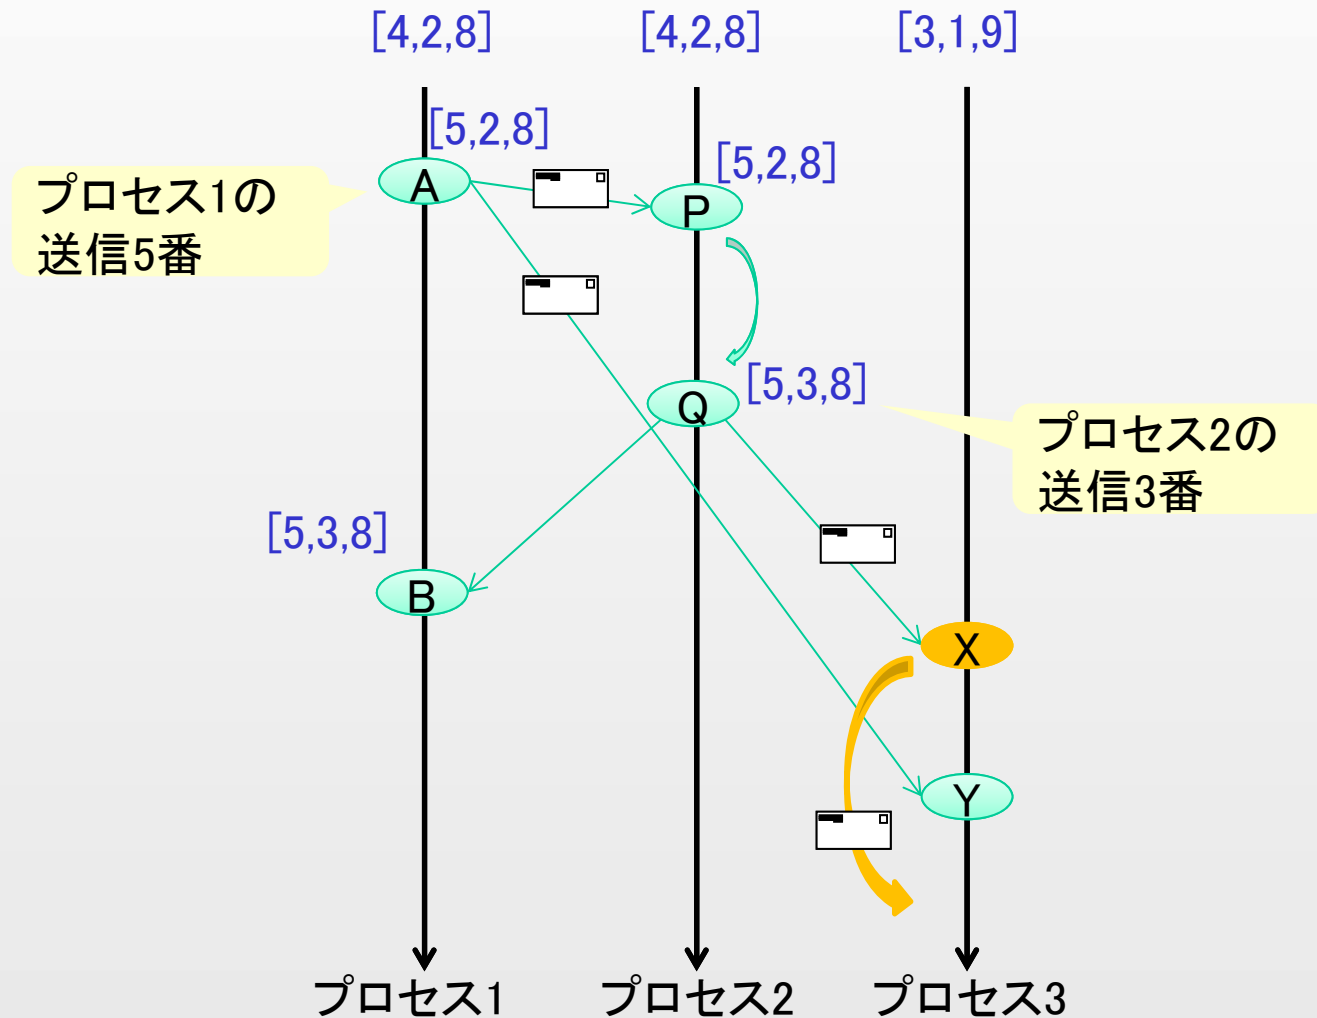 [4,2,8]
[4,2,8]
[3,1,9]
[5,2,8]
[5,2,8]
A
P
プロセス1の
送信5番
[5,3,8]
Q
プロセス2の
送信3番
[5,3,8]
B
X
Y
プロセス1
プロセス2
プロセス3